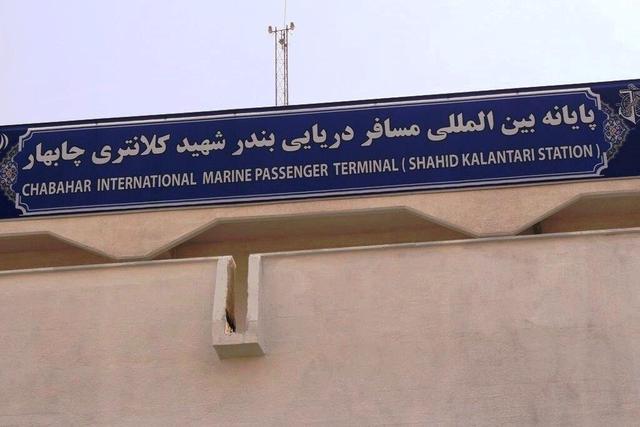 پایانه بین المللی مسافر دریایی بندر شهید کلانتری چابهار
CHABAHAR INTERNATIONAL MARINE PASSENGER TERMINAL ( SHAHID KALANTARI STATION )